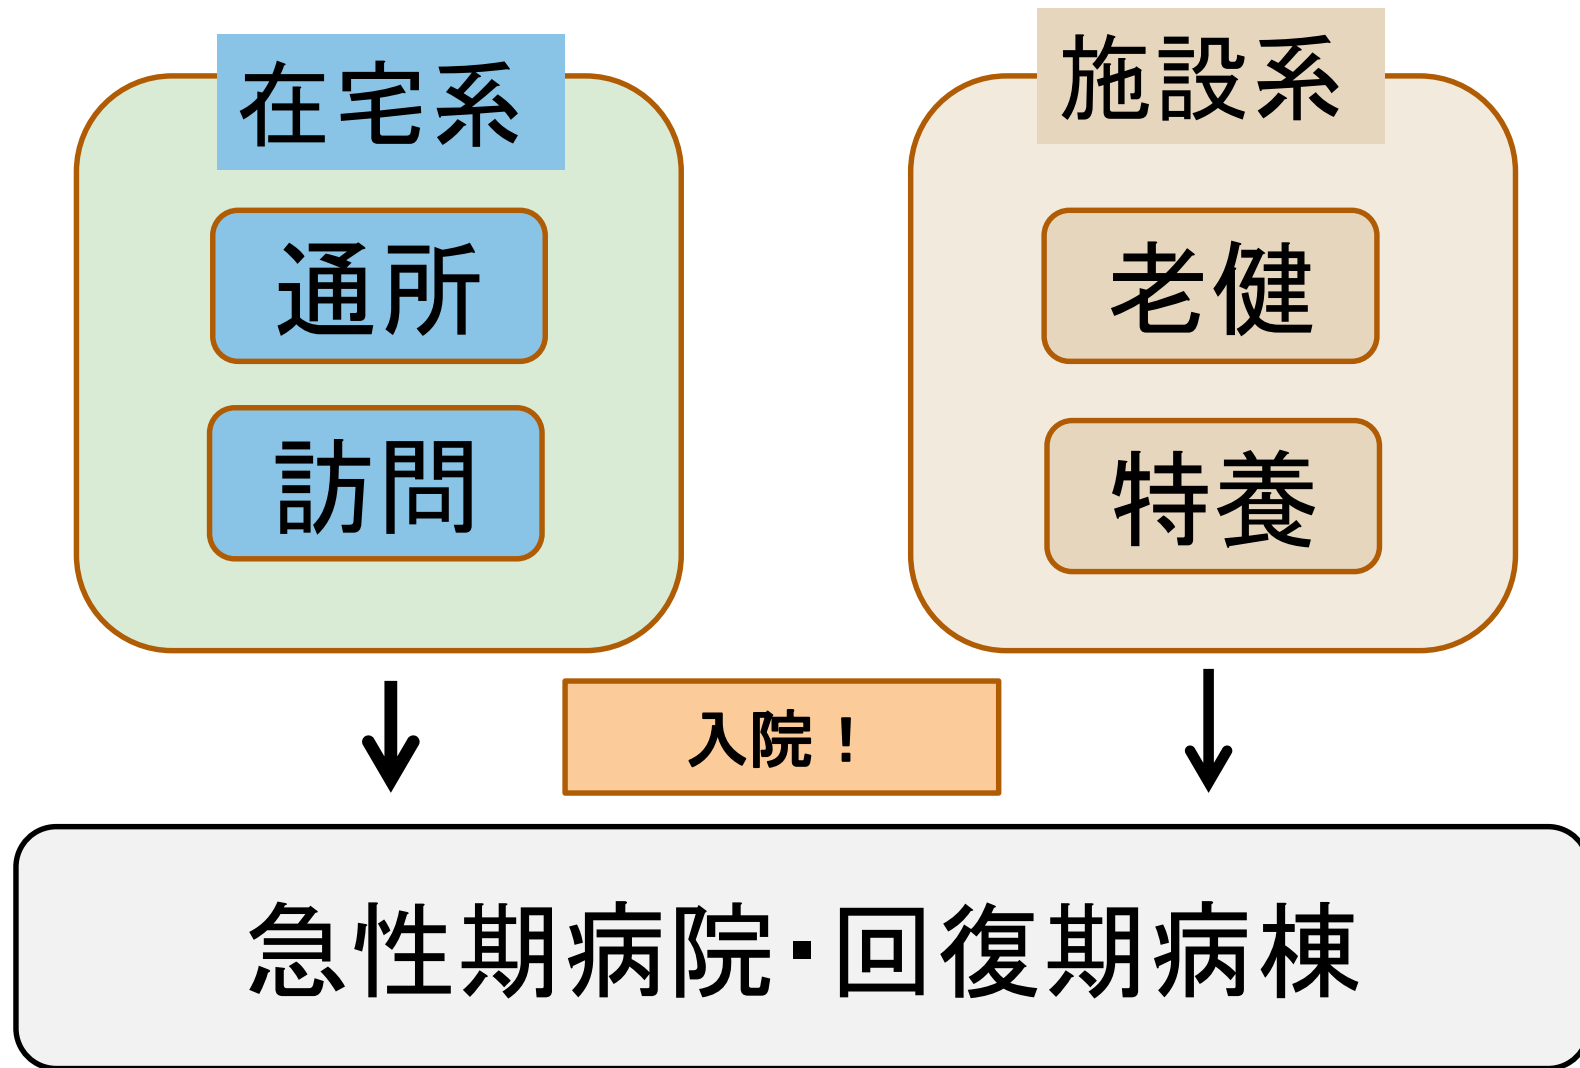 在宅系
通所
訪問
施設系
老健
特養
入院！
急性期病院・回復期病棟